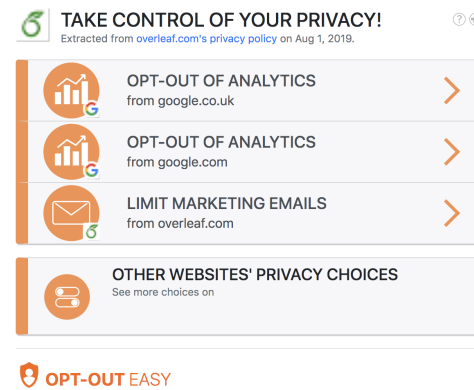 TAKE CONTROL OF YOUR PRIVACY!
Extracted from overleaf.com's privacy policy on Aug 1, 2019.
OPT-OUT OF ANALYTICS
from google.co.uk
OPT-OUT OF ANALYTICS
from google.com
LIMIT MARKETING EMAILS
from overleaf.com
OTHER WEBSITES' PRIVACY CHOICES
See more choices on
OPT-OUT EASY